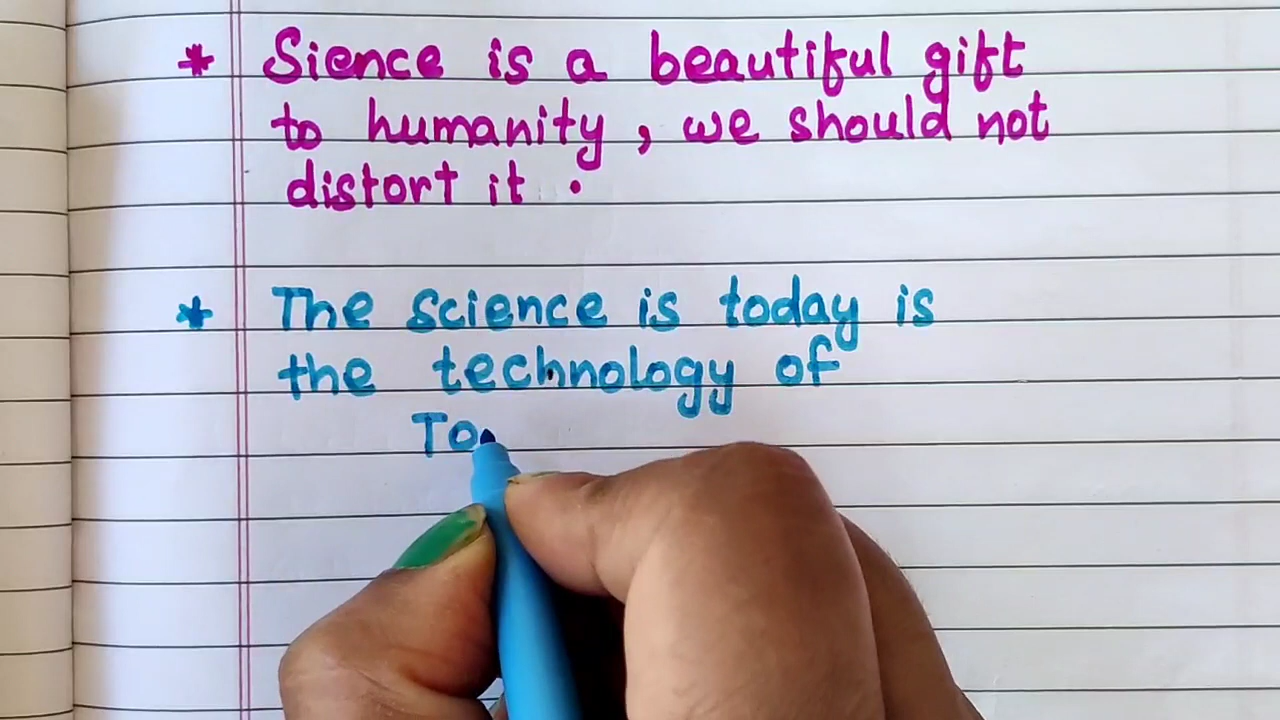 * Sience is a beautiful gift
to humanity, we should not
distort it.
* The science is today is
the technology of
To